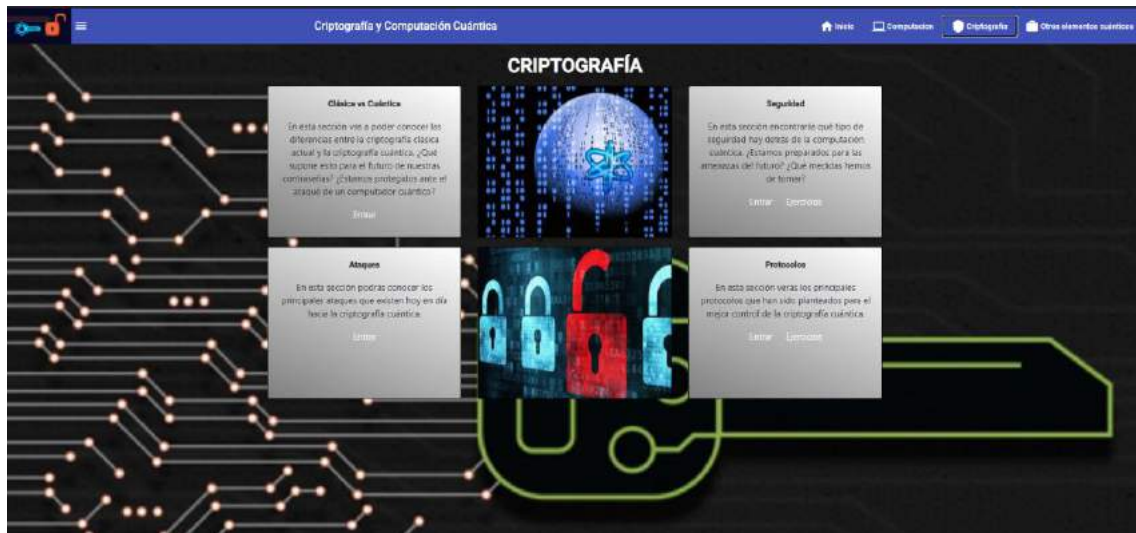 Criptografía y Computación Cuántica
Inicio
Computacion
Criptografía
Otros elementos cuánticos
CRIPTOGRAFÍA
Clásica vs Cuántica
En esta sección vas a poder conocer las
diferencias entre la criptografía clásica
actual y la criptografía cuántica. ¿Qué
supone esto para el futuro de nuestras
contraseñas? ¿Estamos protegidos ante el
ataque de un computador cuántico?
Entrar
Seguridad
En esta sección encontrarás qué tipo de
seguridad hay detrás de la computación
cuántica. ¿Estamos preparados para las
amenazas del futuro? ¿Qué medidas hemos
de tomar?
Entrar Ejercicios
Ataques
En esta sección podrás conocer los
principales ataques que existen hoy en día
hacia la criptografía cuántica.
Entrar
Protocolos
En esta sección verás los principales
protocolos que han sido planteados para el
mejor control de la criptografía cuántica.
Entrar Ejercicios